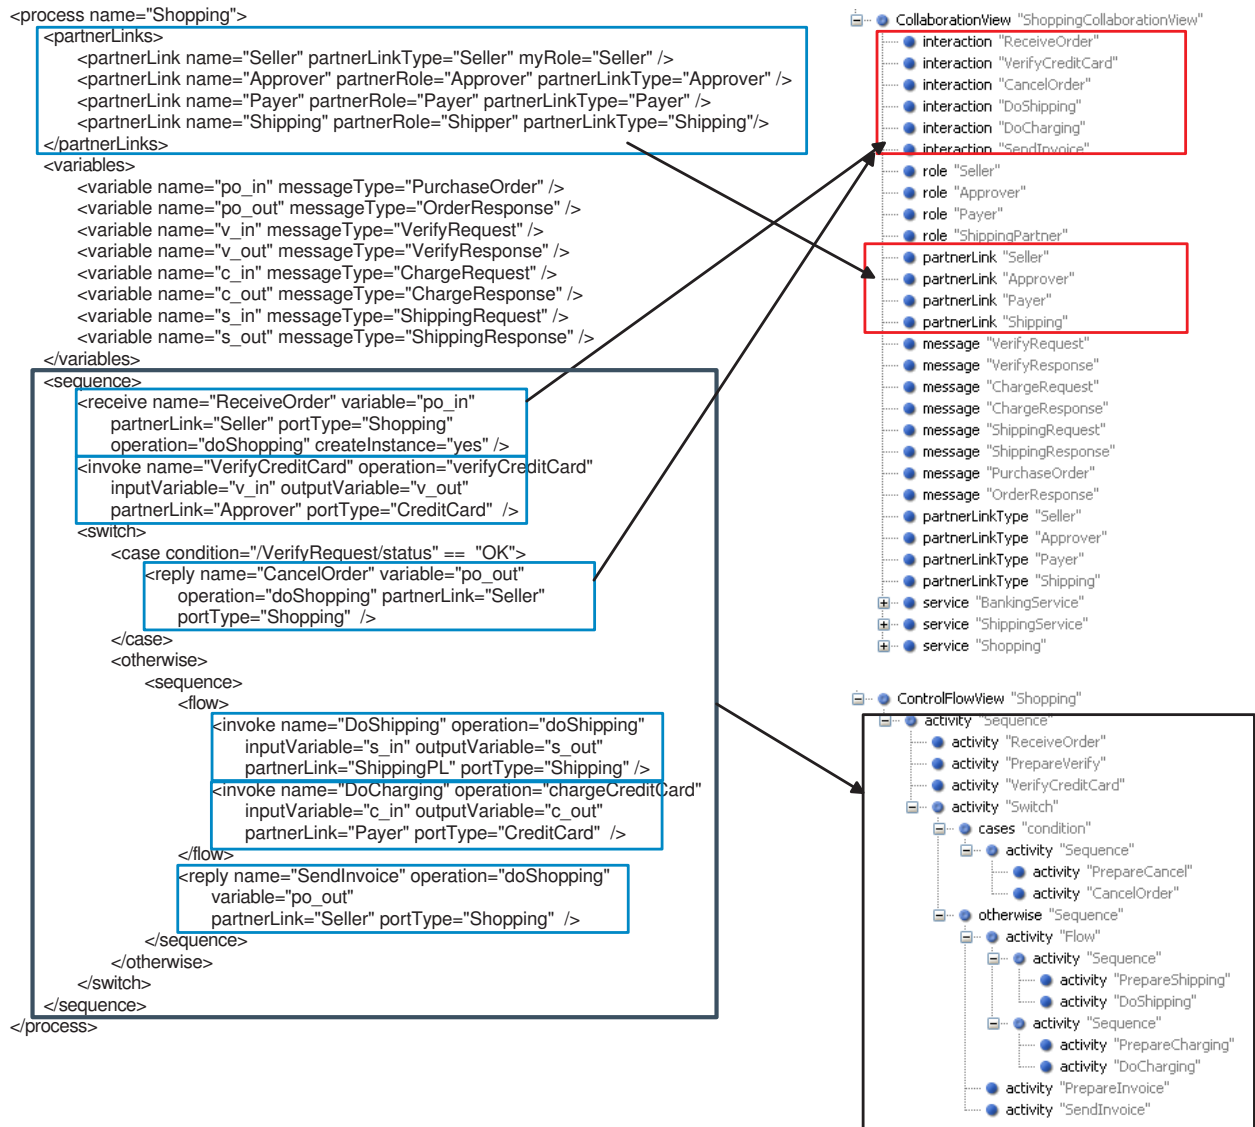 <process name="Shopping">
<partnerLinks>
<partnerLink name="Seller" partnerLinkType="Seller" myRole="Seller" />
<partnerLink name="Approver" partnerRole="Approver" partnerLinkType="Approver" />
<partnerLink name="Payer" partnerRole="Payer" partnerLinkType="Payer" />
<partnerLink name="Shipping" partnerRole="Shipper" partnerLinkType="Shipping"/>
</partnerLinks>
<variables>
<variable name="po_in" messageType="PurchaseOrder" />
<variable name="po_out" messageType="OrderResponse" />
<variable name="v_in" messageType="VerifyRequest" />
<variable name="v_out" messageType="VerifyResponse" />
<variable name="c_in" messageType="ChargeRequest" />
<variable name="c_out" messageType="ChargeResponse" />
<variable name="s_in" messageType="ShippingRequest" />
<variable name="s_out" messageType="ShippingResponse" />
</variables>
<sequence>
<receive name="ReceiveOrder" variable="po_in"
partnerLink="Seller" portType="Shopping"
operation="doShopping" createInstance="yes" />
<invoke name="VerifyCreditCard" operation="verifyCreditCard"
inputVariable="v_in" outputVariable="v_out"
partnerLink="Approver" portType="CreditCard" />
<switch>
<case condition="/VerifyRequest/status" == "OK">
<reply name="CancelOrder" variable="po_out"
operation="doShopping" partnerLink="Seller"
portType="Shopping" />
</case>
<otherwise>
<sequence>
<flow>
<invoke name="DoShipping" operation="doShipping"
inputVariable="s_in" outputVariable="s_out"
partnerLink="ShippingPL" portType="Shipping" />
<invoke name="DoCharging" operation="chargeCreditCard"
inputVariable="c_in" outputVariable="c_out"
partnerLink="Payer" portType="CreditCard" />
</flow>
<reply name="SendInvoice" operation="doShopping"
variable="po_out"
partnerLink="Seller" portType="Shopping" />
</sequence>
</otherwise>
</switch>
</sequence>
</process>
CollaborationView "ShoppingCollaborationView"
interaction "ReceiveOrder"
interaction "VerifyCreditCard"
interaction "CancelOrder"
interaction "DoShipping"
interaction "DoCharging"
interaction "SendInvoice"
role "Seller"
role "Approver"
role "Payer"
role "ShippingPartner"
partnerLink "Seller"
partnerLink "Approver"
partnerLink "Payer"
partnerLink "Shipping"
message "VerifyRequest"
message "VerifyResponse"
message "ChargeRequest"
message "ChargeResponse"
message "ShippingRequest"
message "ShippingResponse"
message "PurchaseOrder"
message "OrderResponse"
partnerLinkType "Seller"
partnerLinkType "Approver"
partnerLinkType "Payer"
partnerLinkType "Shipping"
service "BankingService"
service "ShippingService"
service "Shopping"
ControlFlowView "Shopping"
activity "Sequence"
activity "ReceiveOrder"
activity "PrepareVerify"
activity "VerifyCreditCard"
activity "Switch"
cases "condition"
activity "Sequence"
activity "PrepareCancel"
activity "CancelOrder"
otherwise "Sequence"
activity "Flow"
activity "Sequence"
activity "PrepareShipping"
activity "DoShipping"
activity "Sequence"
activity "PrepareCharging"
activity "DoCharging"
activity "PrepareInvoice"
activity "SendInvoice"